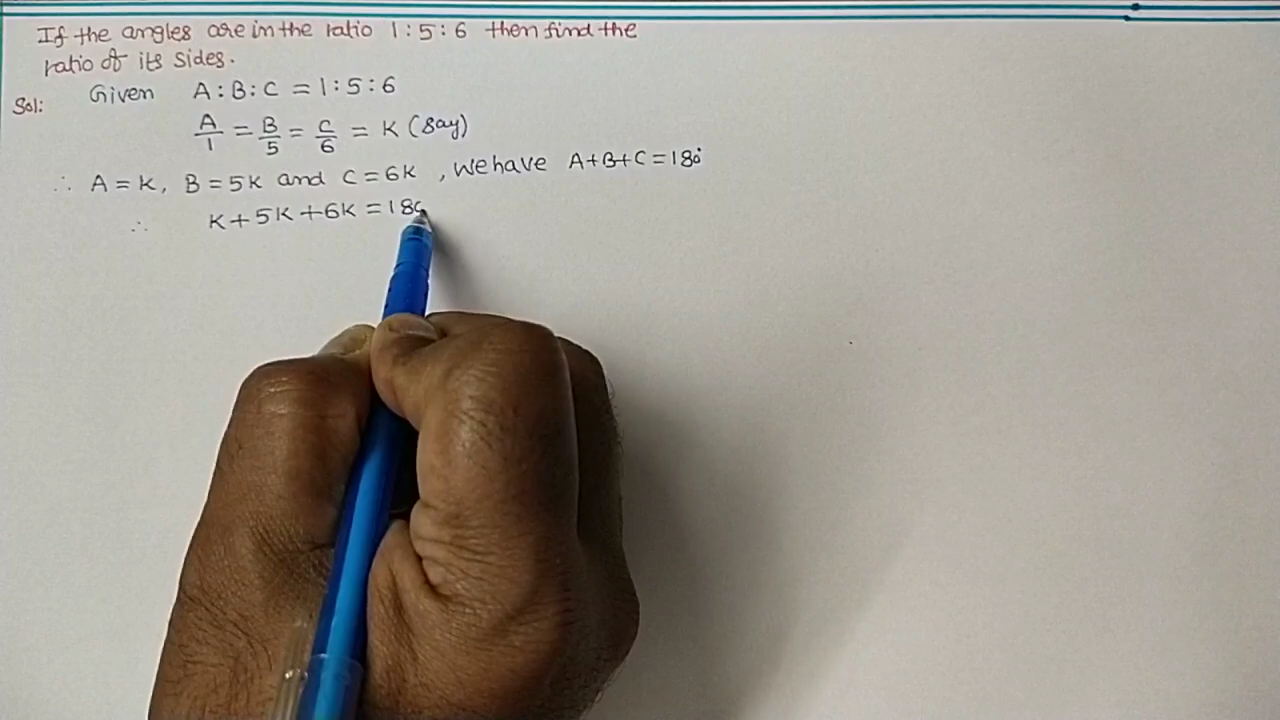 If the angles are in the ratio 1 : 5 : 6 then find the
ratio of its sides.
Sol: Given A : B : C = 1 : 5 : 6
A/1 = B/5 = C/6 = K (say)
∴ A = K, B = 5K and C = 6K , We have A+B+C = 180°
∴ K + 5K + 6K = 180